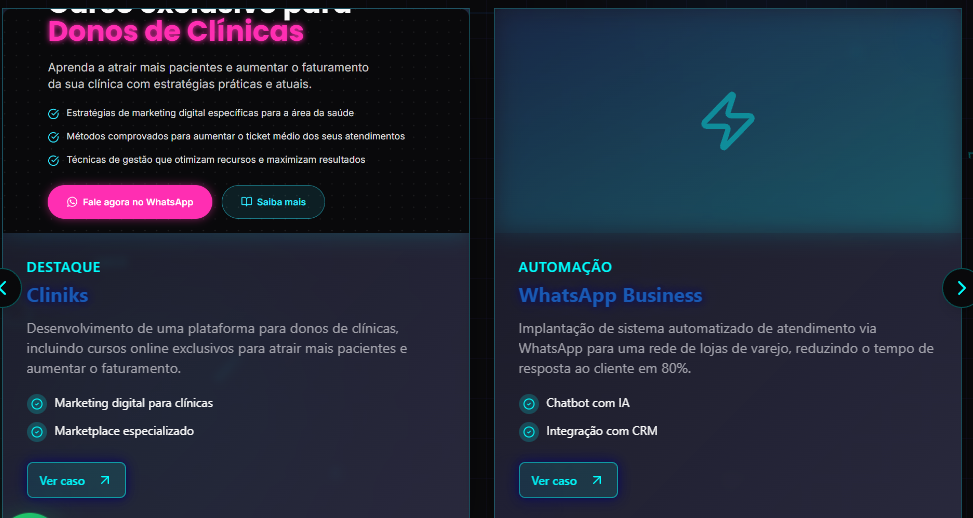 Curso exclusivo para
Donos de Clínicas
Aprenda a atrair mais pacientes e aumentar o faturamento
da sua clínica com estratégias práticas e atuais.
Estratégias de marketing digital específicas para a área da saúde
Métodos comprovados para aumentar o ticket médio dos seus atendimentos
Técnicas de gestão que otimizam recursos e maximizam resultados
Fale agora no WhatsApp
Saiba mais
DESTAQUE
Cliniks
Desenvolvimento de uma plataforma para donos de clínicas,
incluindo cursos online exclusivos para atrair mais pacientes e
aumentar o faturamento.
Marketing digital para clínicas
Marketplace especializado
Ver caso
AUTOMAÇÃO
WhatsApp Business
Implantação de sistema automatizado de atendimento via
WhatsApp para uma rede de lojas de varejo, reduzindo o tempo de
resposta ao cliente em 80%.
Chatbot com IA
Integração com CRM
Ver caso